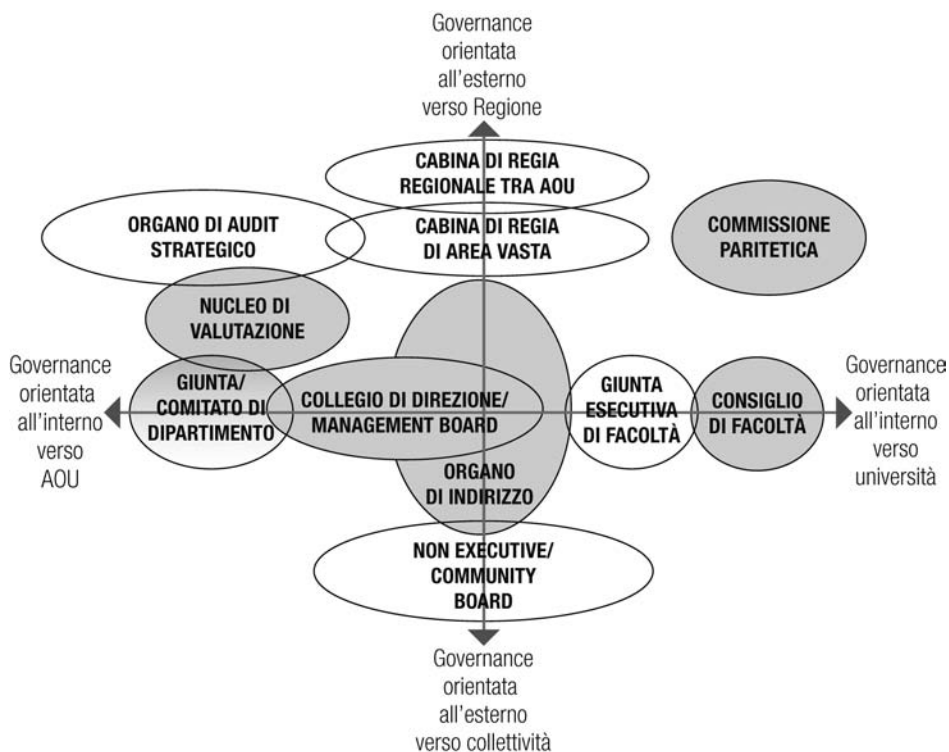 Governance
orientata
all'esterno
verso Regione
CABINA DI REGIA
REGIONALE TRA AOU
ORGANO DI AUDIT
STRATEGICO
CABINA DI REGIA
DI AREA VASTA
COMMISSIONE
PARITETICA
NUCLEO DI
VALUTAZIONE
Governance
orientata
all'interno
verso
AOU
GIUNTA/
COMITATO DI
DIPARTIMENTO
COLLEGIO DI DIREZIONE/
MANAGEMENT BOARD
GIUNTA
ESECUTIVA
DI FACOLTÀ
CONSIGLIO
DI FACOLTÀ
Governance
orientata
all'interno
verso
università
ORGANO
DI INDIRIZZO
NON EXECUTIVE/
COMMUNITY
BOARD
Governance
orientata
all'esterno
verso collettività